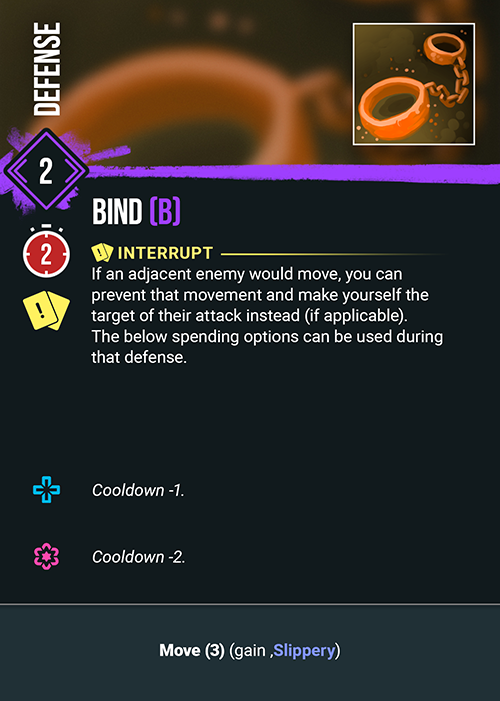 DEFENSE
2
BIND (B)
2
! INTERRUPT
!
If an adjacent enemy would move, you can
prevent that movement and make yourself the
target of their attack instead (if applicable).
The below spending options can be used during
that defense.
Cooldown -1.
Cooldown -2.
Move (3) (gain ,Slippery)